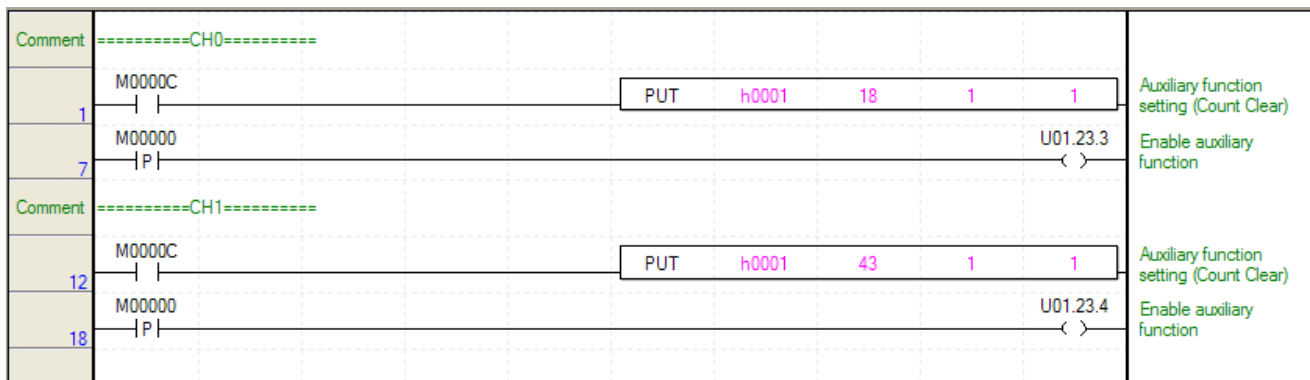 Comment ==========CH0==========
M0000C
1 PUT h0001 18 1 1 Auxiliary function
setting (Count Clear)
M00000 U01.23.3
7 P Enable auxiliary
function
Comment ==========CH1==========
M0000C
12 PUT h0001 43 1 1 Auxiliary function
setting (Count Clear)
M00000 U01.23.4
18 P Enable auxiliary
function